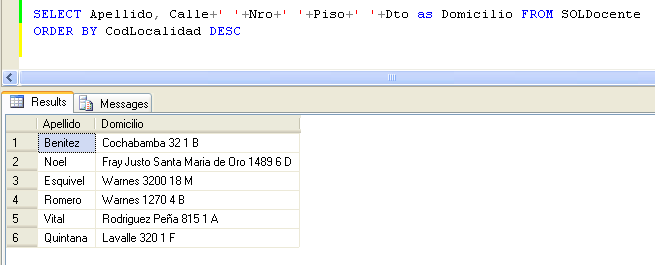 SELECT Apellido, Calle+' '+Nro+' '+Piso+' '+Dto as Domicilio FROM SOLDocente
ORDER BY CodLocalidad DESC
Results Messages
Apellido Domicilio
1 Benitez Cochabamba 32 1 B
2 Noel Fray Justo Santa Maria de Oro 1489 6 D
3 Esquivel Warnes 3200 18 M
4 Romero Warnes 1270 4 B
5 Vital Rodriguez Peña 815 1 A
6 Quintana Lavalle 320 1 F